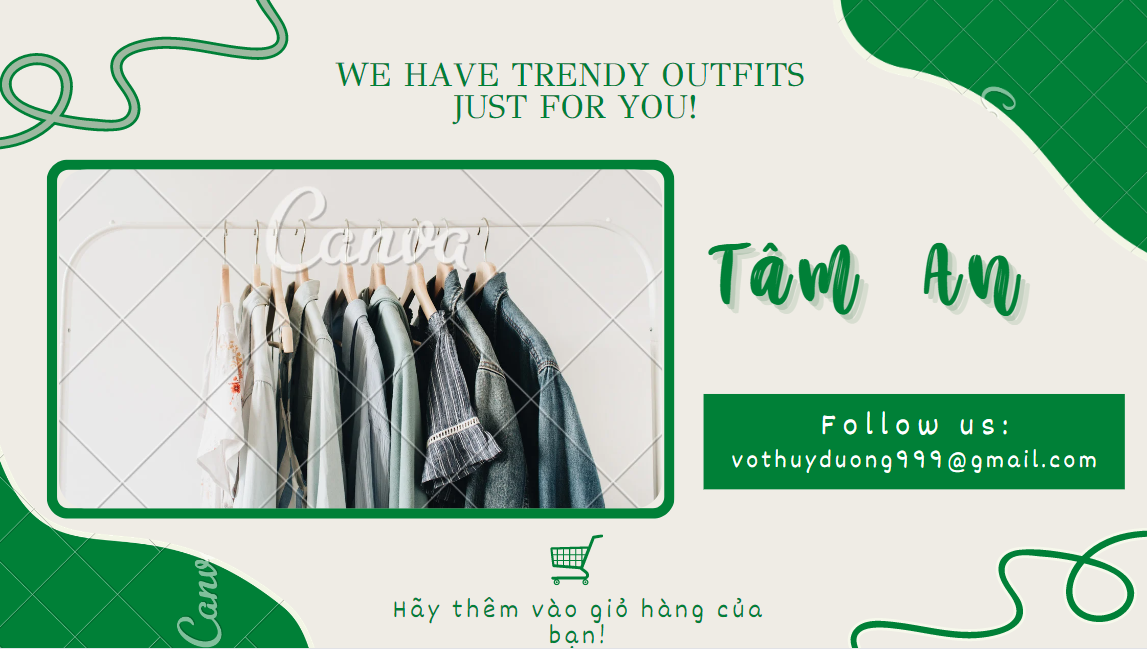 WE HAVE TRENDY OUTFITS
JUST FOR YOU!
Canva
Tâm An
Follow us:
vothuyduong999@gmail.com
Hãy thêm vào giỏ hàng của
bạn!
Canv
C